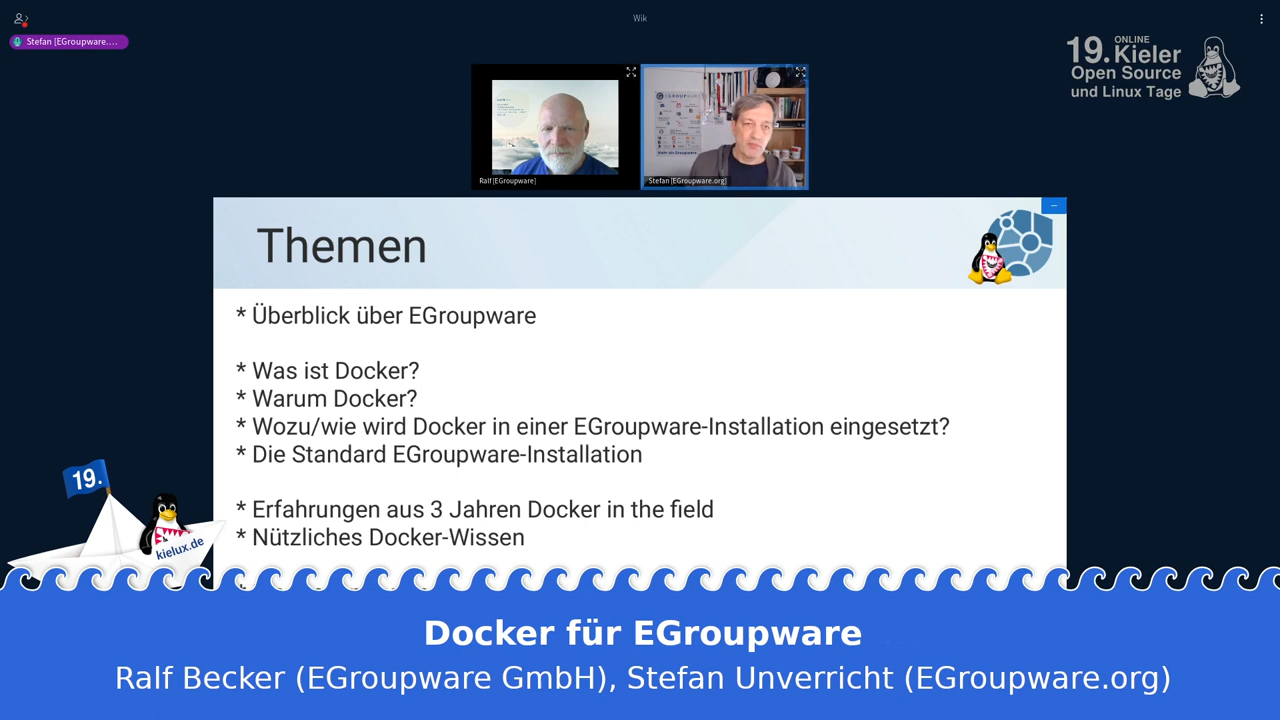 Wik
Stefan [EGroupware....
19. ONLINE Kieler
Open Source
und Linux Tage
Ralf [EGroupware]
Stefan [EGroupware.org]
Themen
* Überblick über EGroupware
* Was ist Docker?
* Warum Docker?
* Wozu/wie wird Docker in einer EGroupware-Installation eingesetzt?
* Die Standard EGroupware-Installation
* Erfahrungen aus 3 Jahren Docker in the field
* Nützliches Docker-Wissen
19.
kielux.de
Docker für EGroupware
Ralf Becker (EGroupware GmbH), Stefan Unverricht (EGroupware.org)